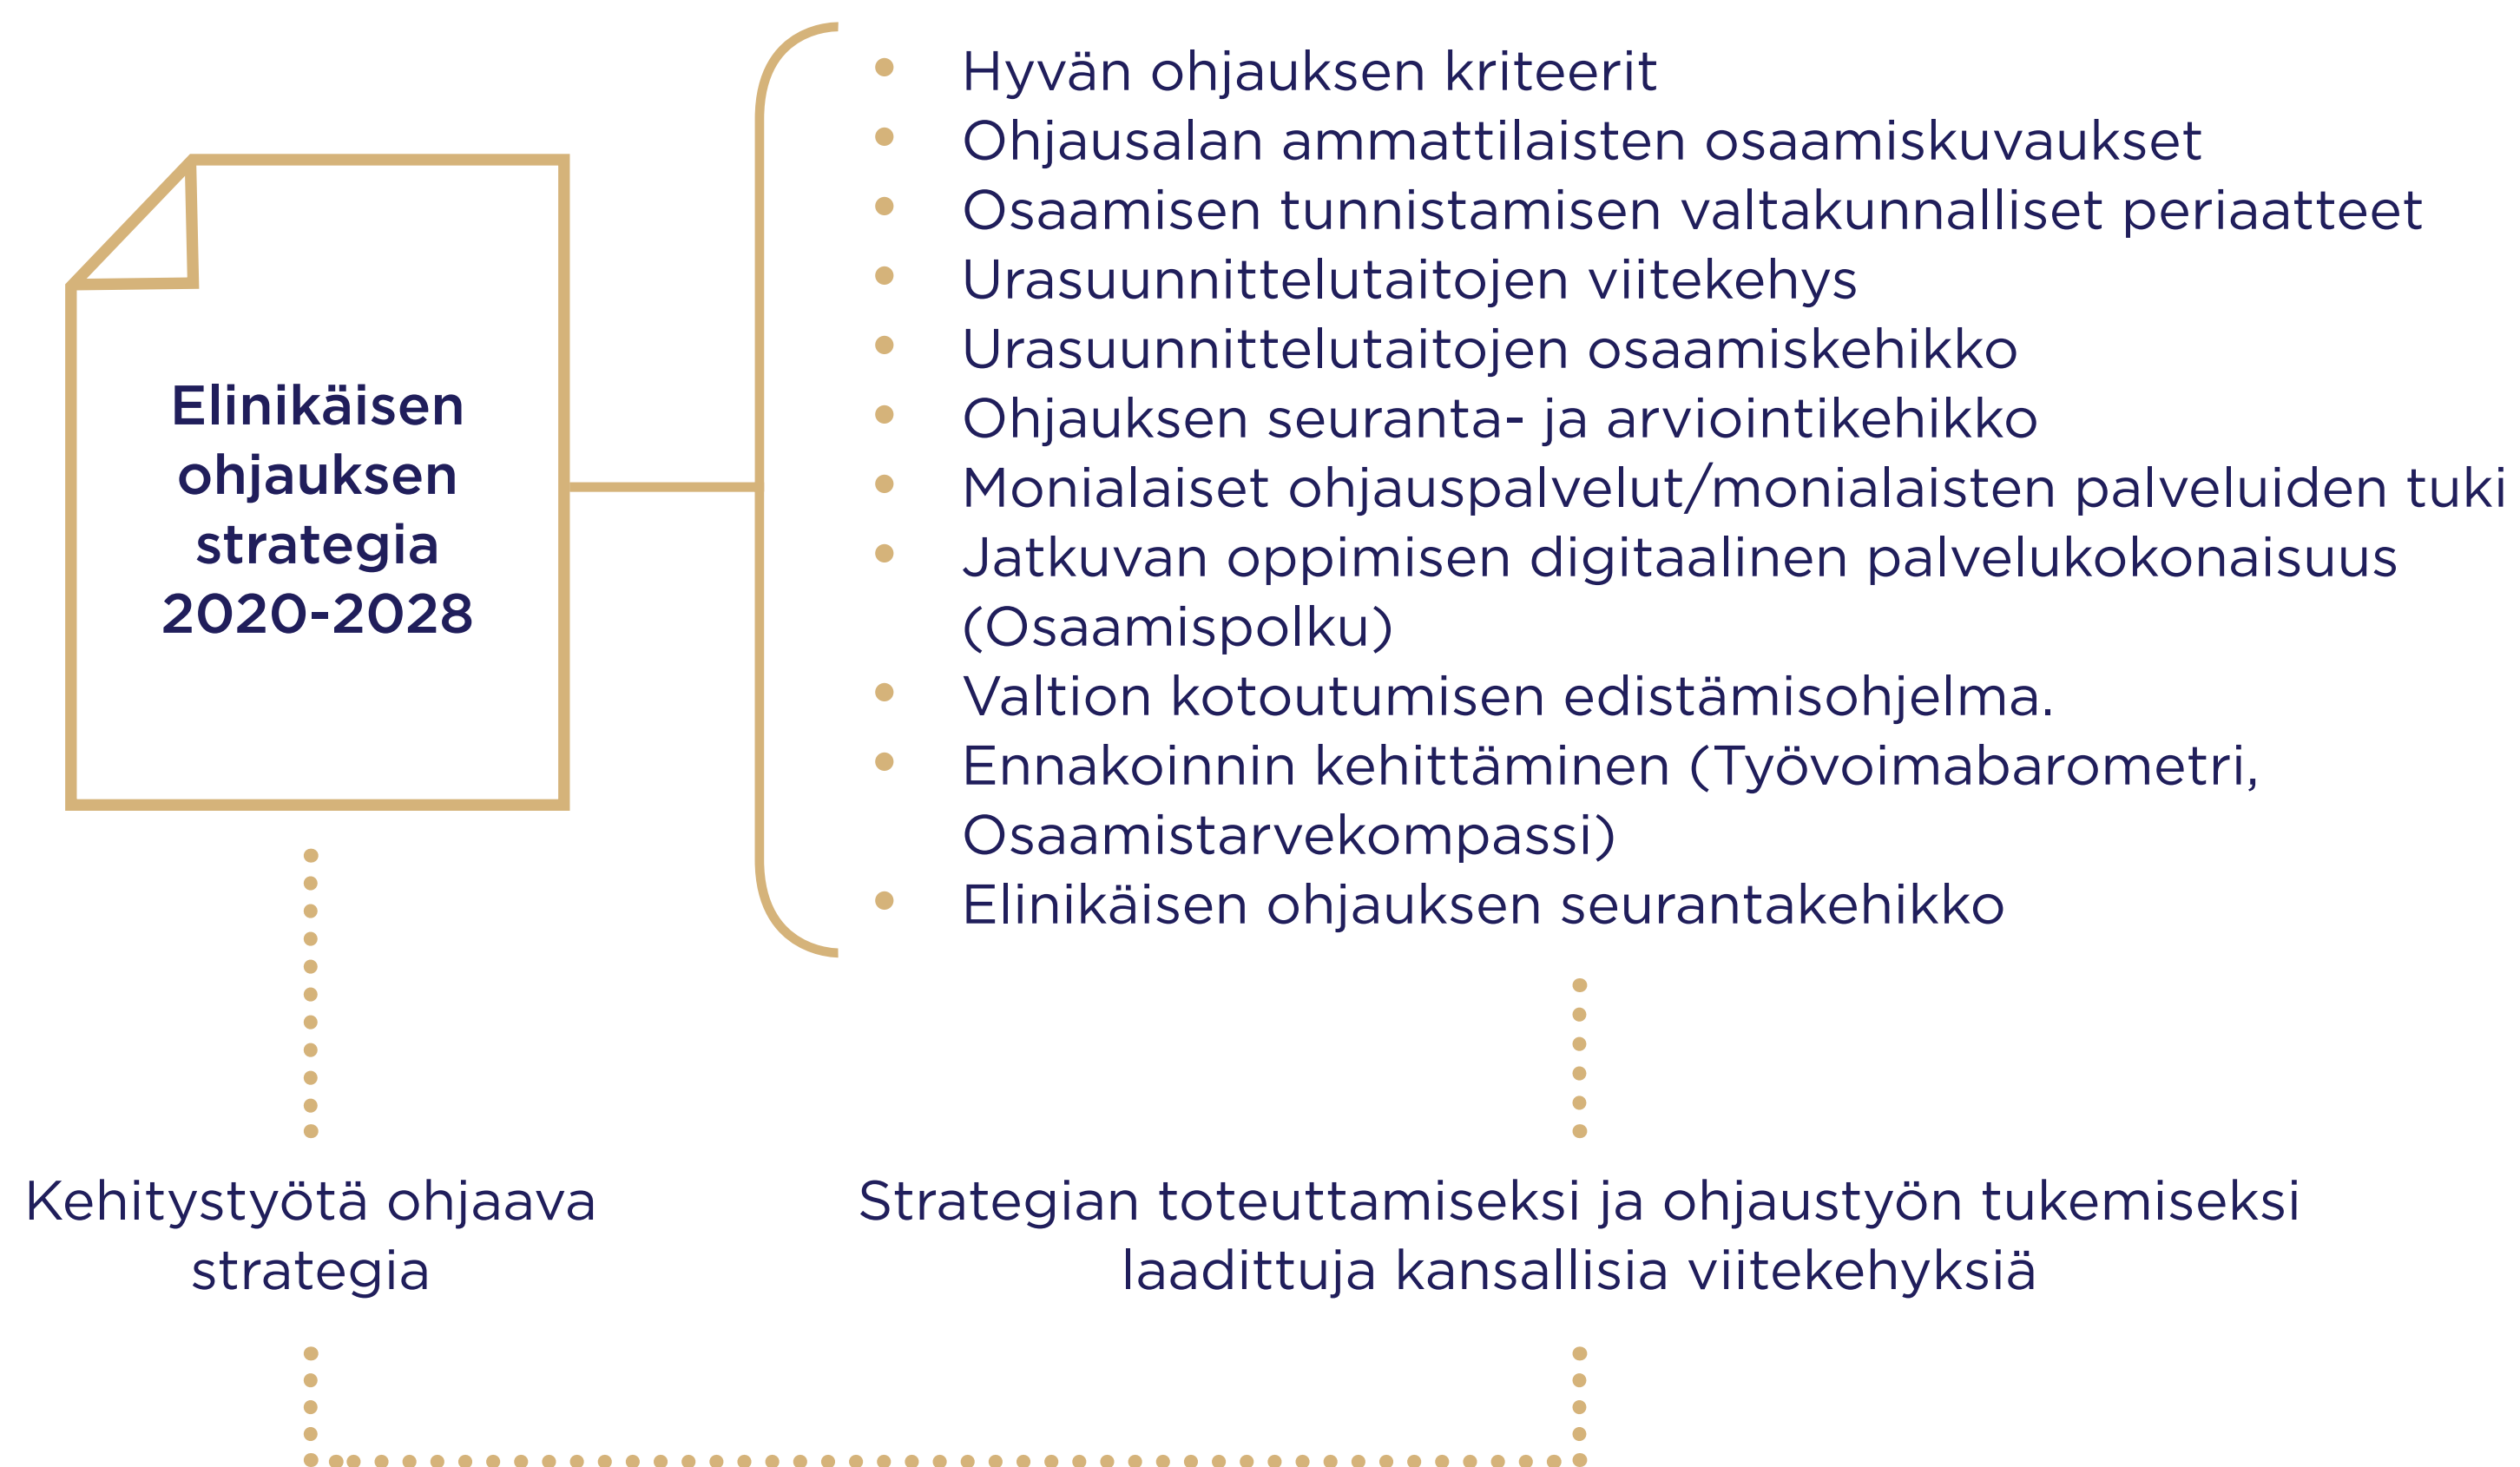 Elinikäisen
ohjauksen
strategia
2020-2028
• Hyvän ohjauksen kriteerit
• Ohjausalan ammattilaisten osaamiskuvaukset
• Osaamisen tunnistamisen valtakunnalliset periaatteet
• Urasuunnittelutaitojen viitekehys
• Urasuunnittelutaitojen osaamiskehikko
• Ohjauksen seuranta- ja arviointikehikko
• Monialaiset ohjauspalvelut/monialaisten palveluiden tuki
• Jatkuvan oppimisen digitaalinen palvelukokonaisuus
(Osaamispolku)
• Valtion kotoutumisen edistämisohjelma.
• Ennakoinnin kehittäminen (Työvoimabarometri,
Osaamistarvekompassi)
• Elinikäisen ohjauksen seurantakehikko
Kehitystyötä ohjaava
strategia
Strategian toteuttamiseksi ja ohjaustyön tukemiseksi
laadittuja kansallisia viitekehyksiä